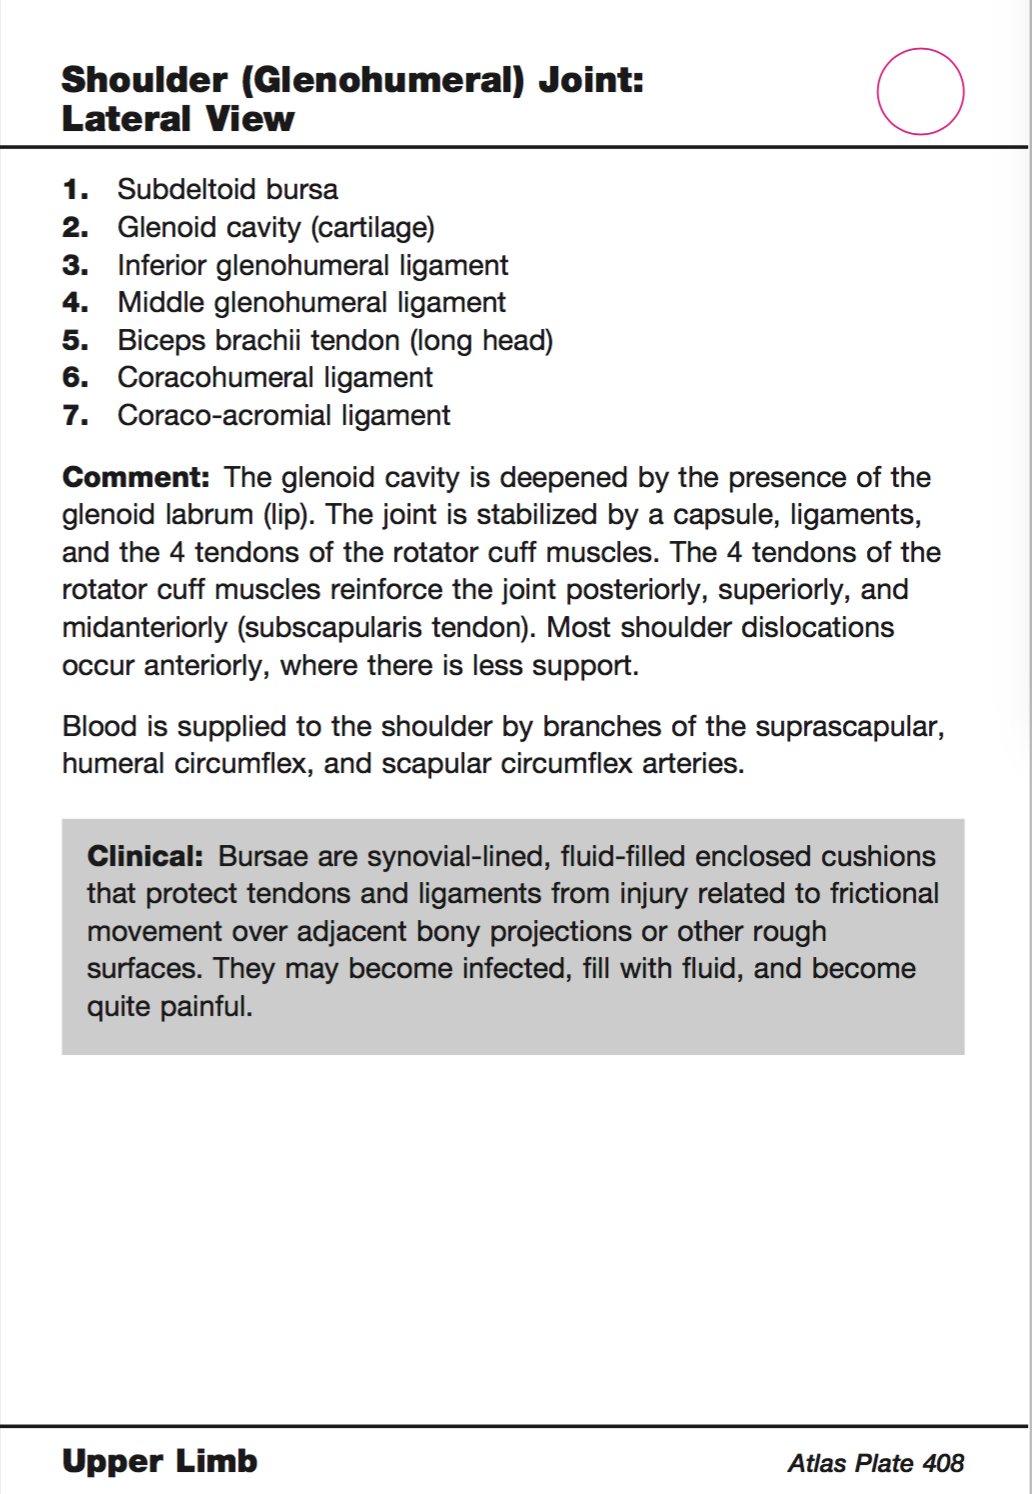 Shoulder (Glenohumeral) Joint:
Lateral View
1. Subdeltoid bursa
2. Glenoid cavity (cartilage)
3. Inferior glenohumeral ligament
4. Middle glenohumeral ligament
5. Biceps brachii tendon (long head)
6. Coracohumeral ligament
7. Coraco-acromial ligament
Comment: The glenoid cavity is deepened by the presence of the
glenoid labrum (lip). The joint is stabilized by a capsule, ligaments,
and the 4 tendons of the rotator cuff muscles. The 4 tendons of the
rotator cuff muscles reinforce the joint posteriorly, superiorly, and
midanteriorly (subscapularis tendon). Most shoulder dislocations
occur anteriorly, where there is less support.
Blood is supplied to the shoulder by branches of the suprascapular,
humeral circumflex, and scapular circumflex arteries.
Clinical: Bursae are synovial-lined, fluid-filled enclosed cushions
that protect tendons and ligaments from injury related to frictional
movement over adjacent bony projections or other rough
surfaces. They may become infected, fill with fluid, and become
quite painful.
Upper Limb
Atlas Plate 408